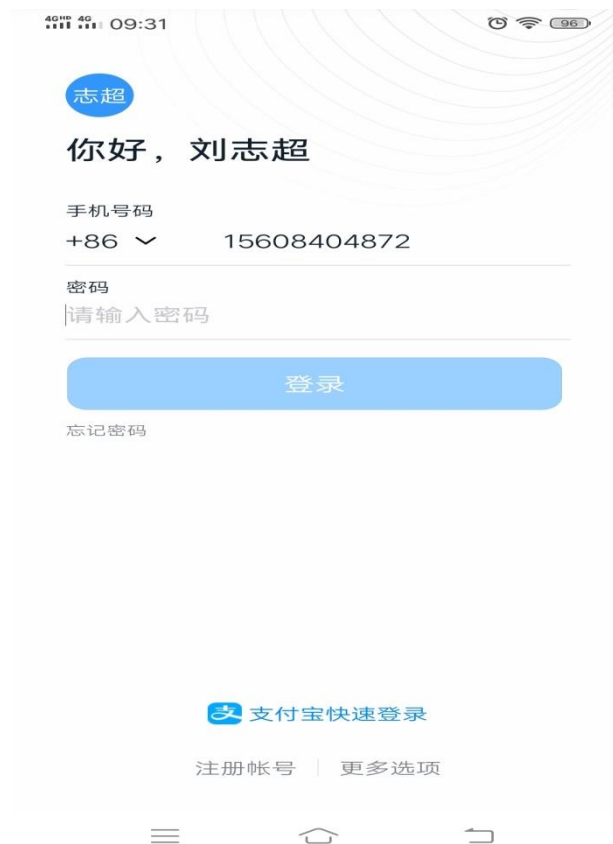 4GHD 4G 09:31 96
志超
你好，刘志超
手机号码
+86 15608404872
密码
请输入密码
登录
忘记密码
支 支付宝快速登录
注册帐号 更多选项